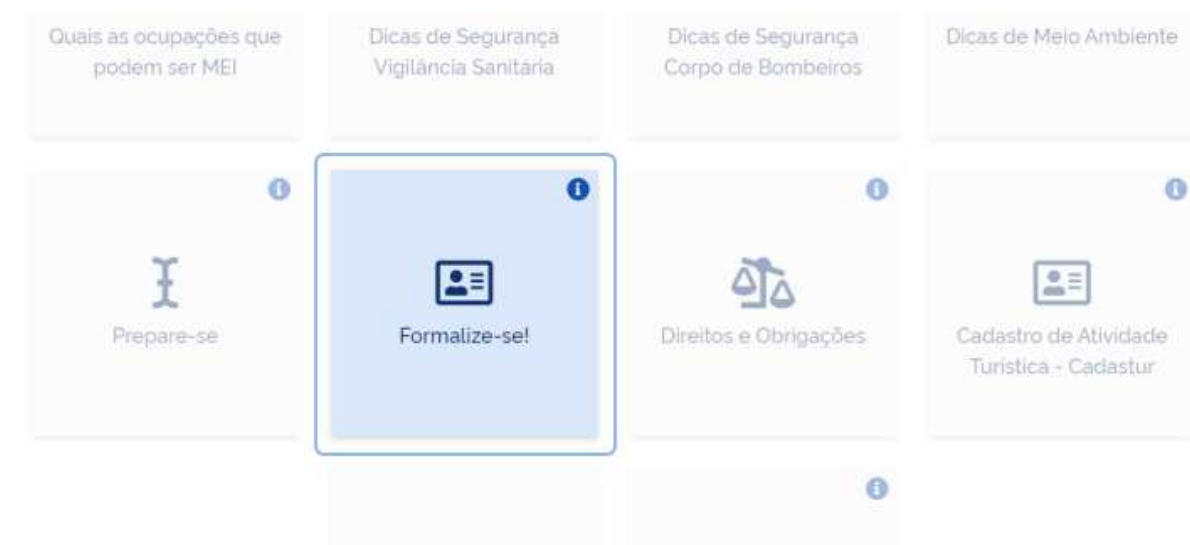 Quais as ocupações que
podem ser MEI
Dicas de Segurança
Vigilância Sanitária
Dicas de Segurança
Corpo de Bombeiros
Dicas de Meio Ambiente
Prepare-se
Formalize-se!
Direitos e Obrigações
Cadastro de Atividade
Turística - Cadastur